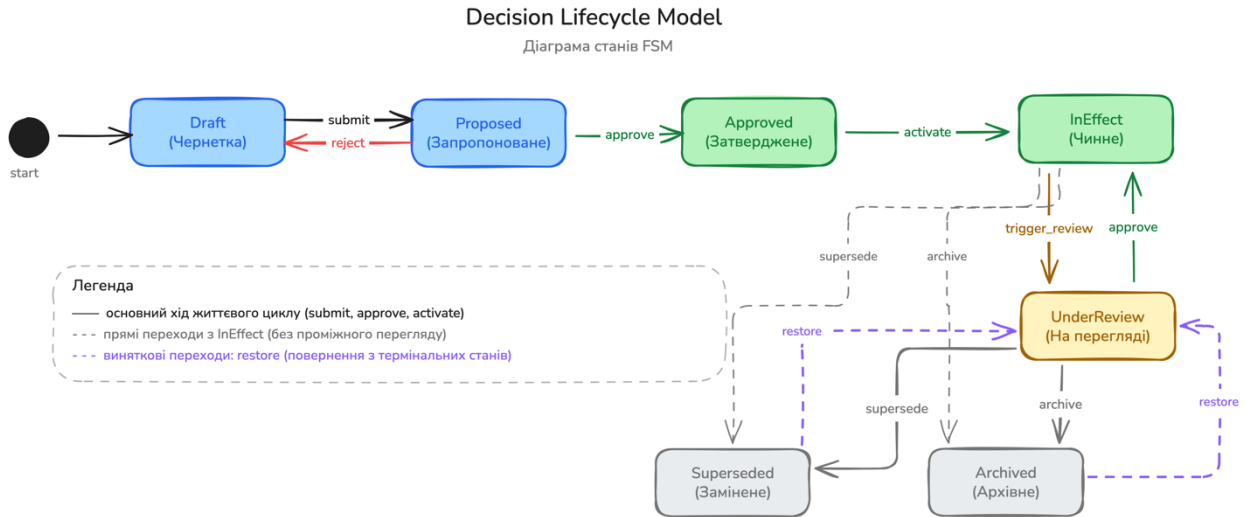 Decision Lifecycle Model
Діаграма станів FSM
start
Draft
(Чернетка)
submit
reject
Proposed
(Запропоноване)
approve
Approved
(Затверджене)
activate
InEffect
(Чинне)
trigger_review
approve
supersede
archive
Легенда
основний хід життєвого циклу (submit, approve, activate)
прямі переходи з InEffect (без проміжного перегляду)
виняткові переходи: restore (повернення з термінальних станів)
UnderReview
(На перегляді)
restore
supersede
archive
restore
Superseded
(Замінене)
Archived
(Архівне)